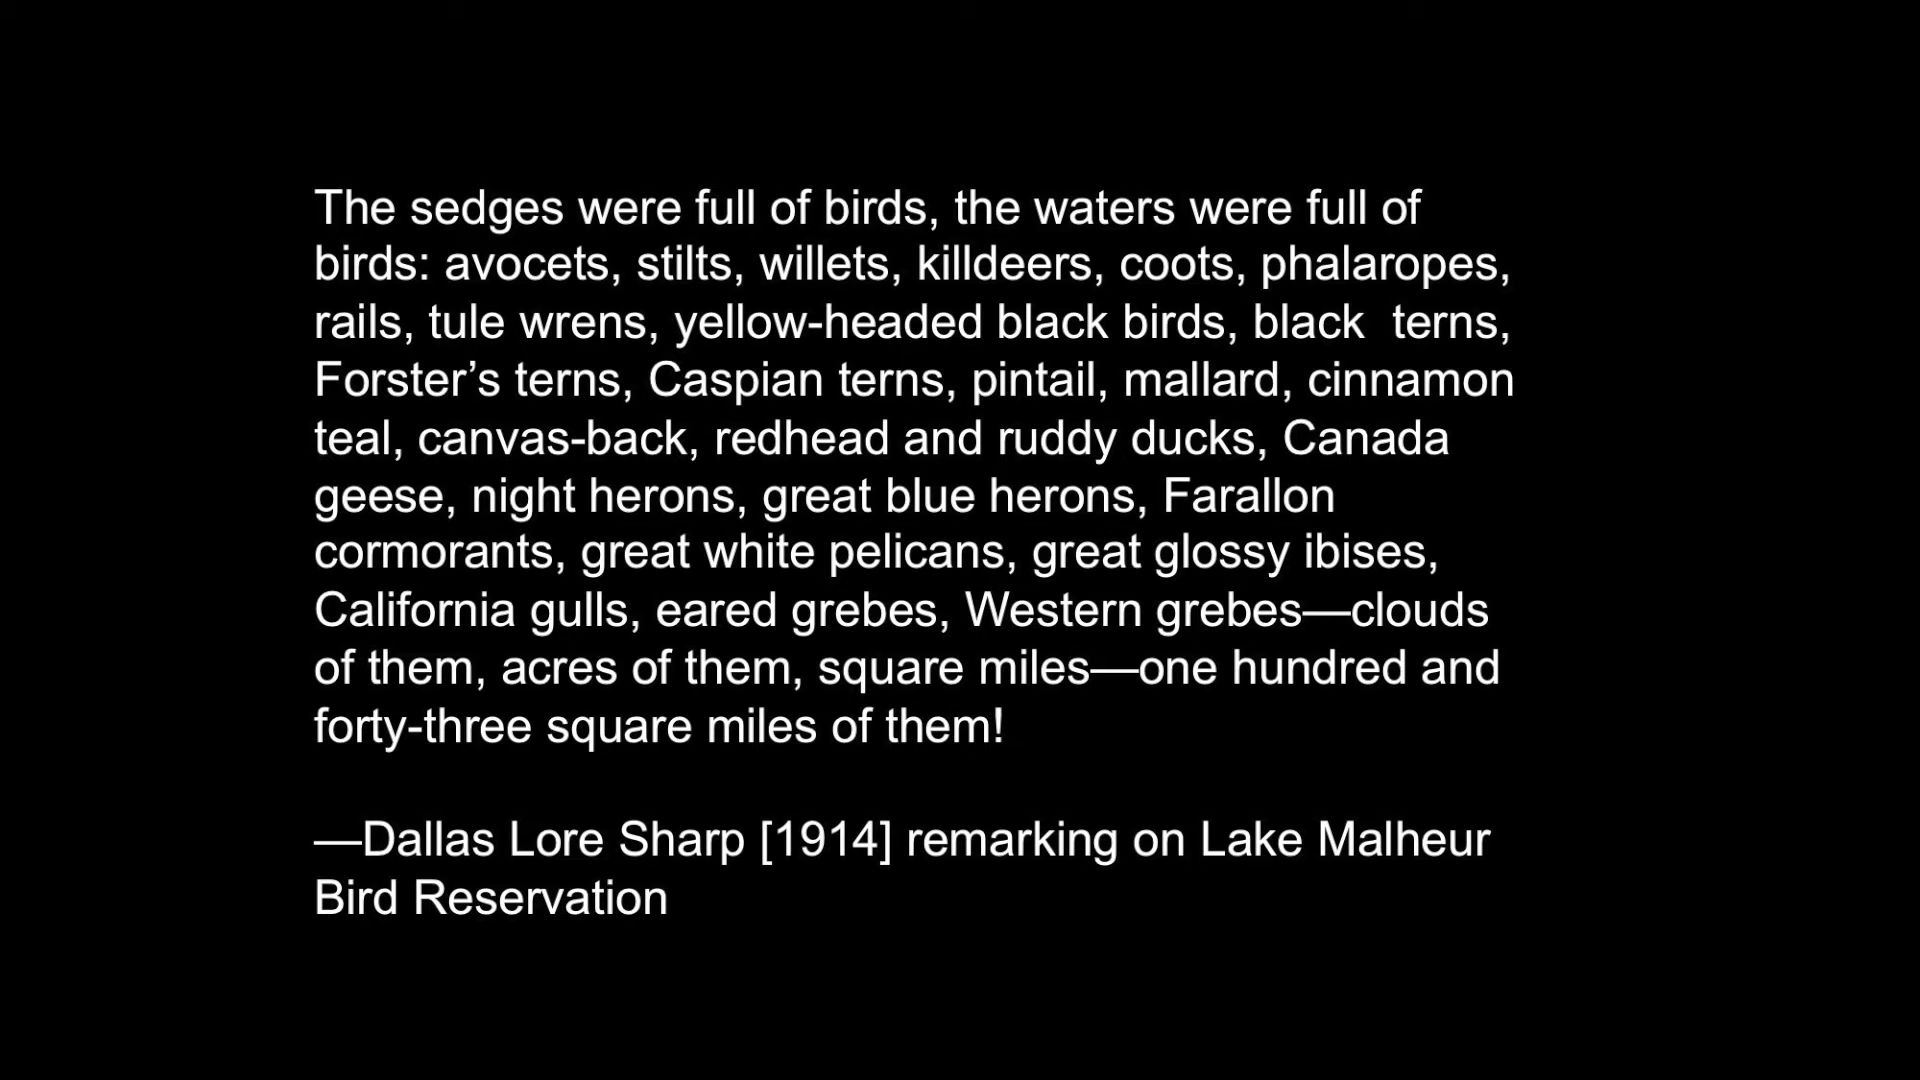 The sedges were full of birds, the waters were full of
birds: avocets, stilts, willets, killdeers, coots, phalaropes,
rails, tule wrens, yellow-headed black birds, black  terns,
Forster’s terns, Caspian terns, pintail, mallard, cinnamon
teal, canvas-back, redhead and ruddy ducks, Canada
geese, night herons, great blue herons, Farallon
cormorants, great white pelicans, great glossy ibises,
California gulls, eared grebes, Western grebes—clouds
of them, acres of them, square miles—one hundred and
forty-three square miles of them!
—Dallas Lore Sharp [1914] remarking on Lake Malheur
Bird Reservation